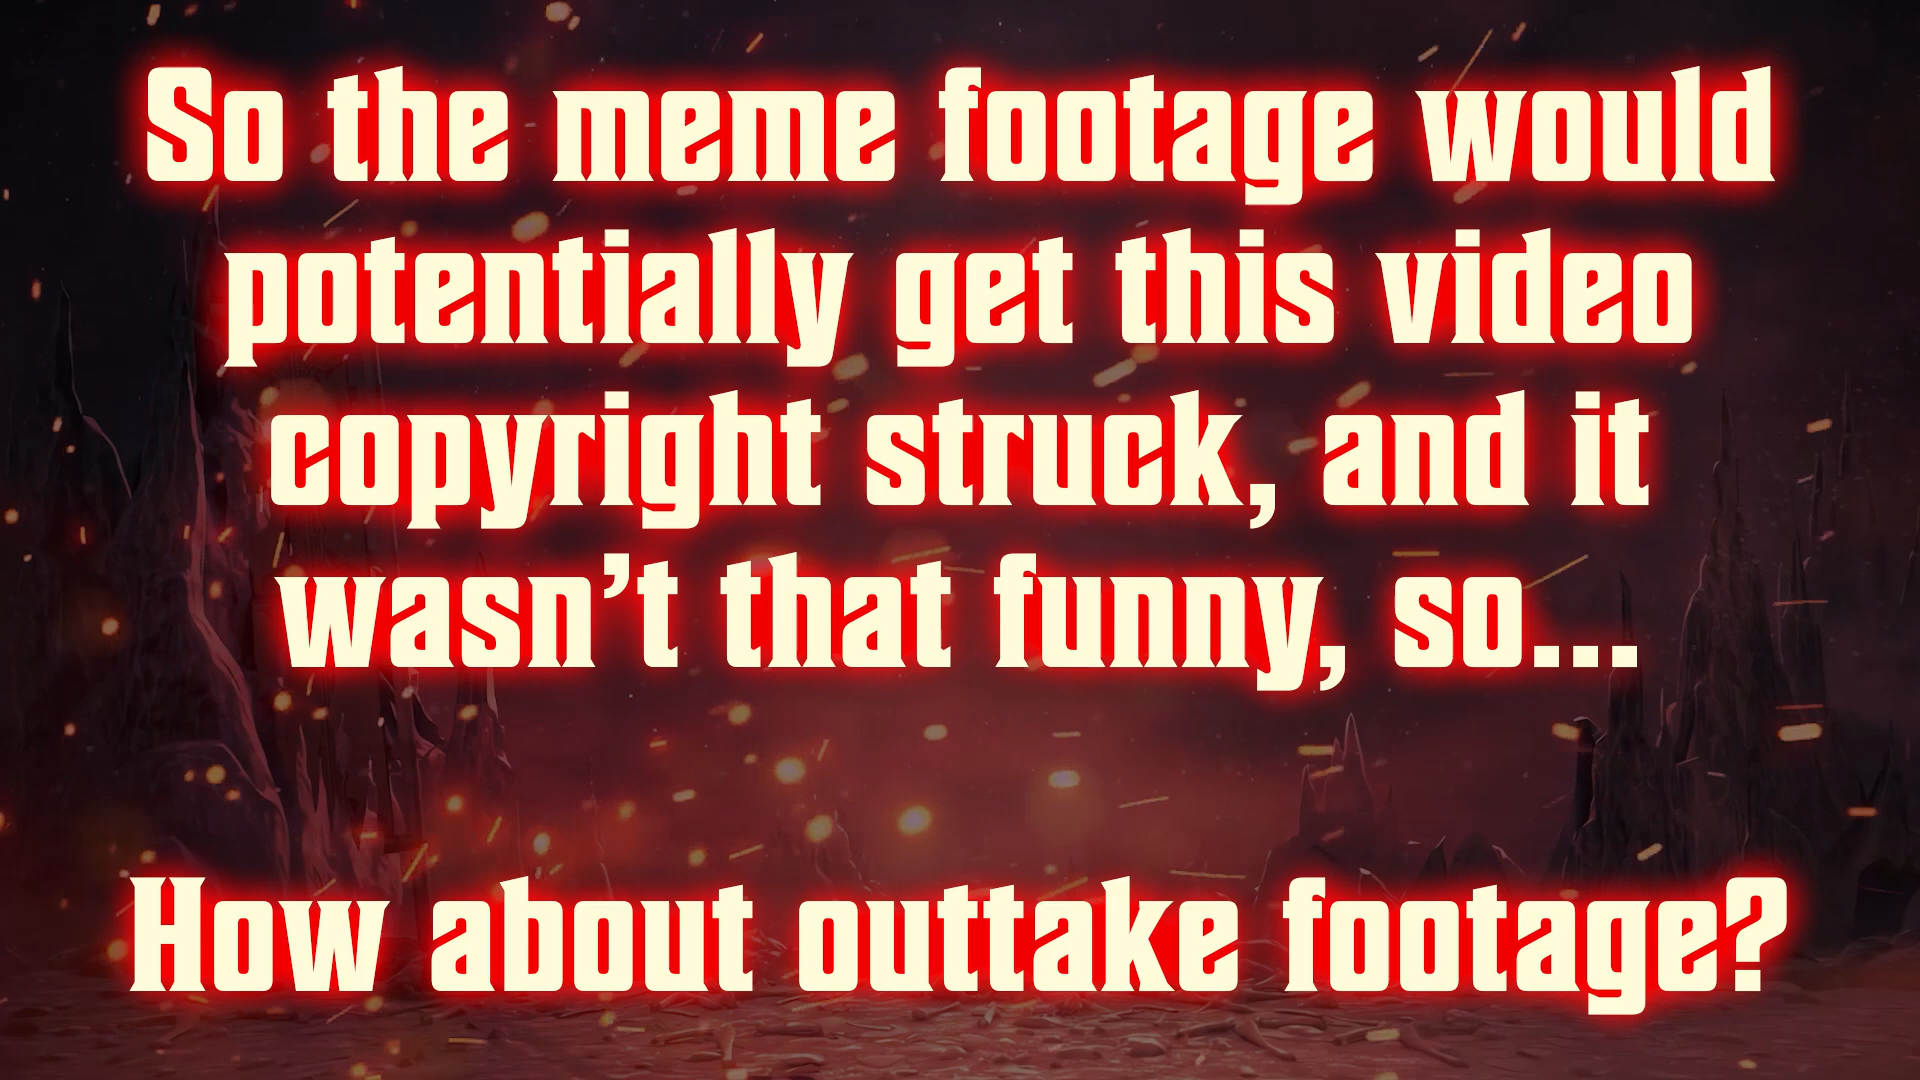 So the meme footage would
potentially get this video
copyright struck, and it
wasn’t that funny, so...
How about outtake footage?